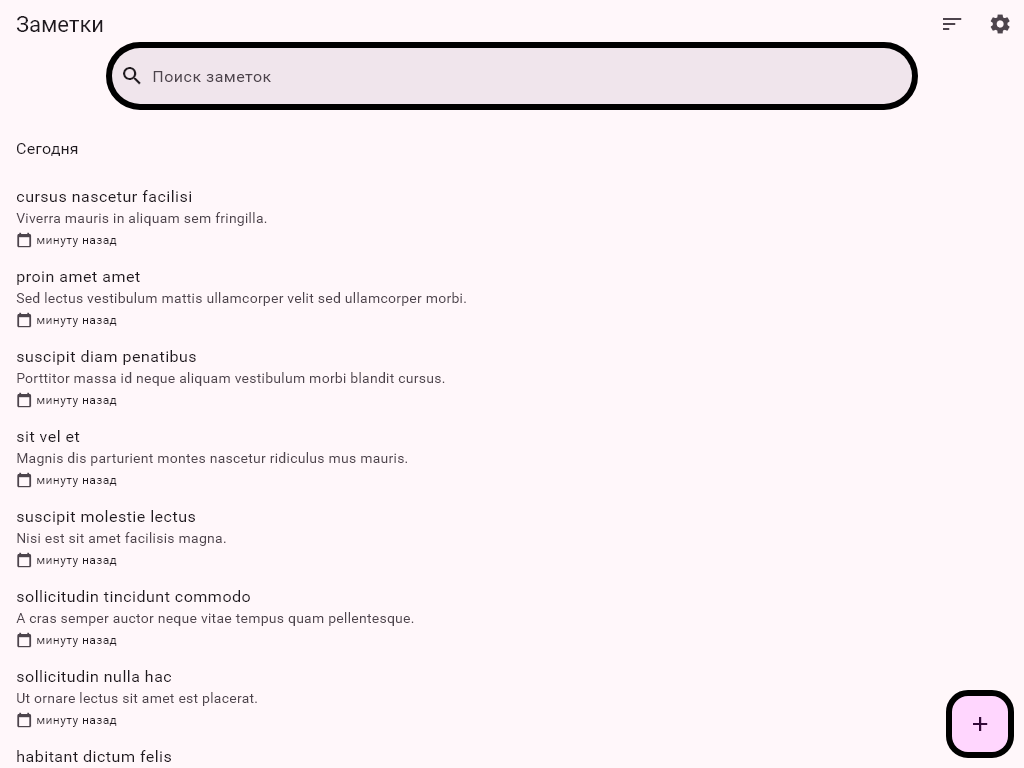 Заметки
Поиск заметок
Сегодня
cursus nascetur facilisi
Viverra mauris in aliquam sem fringilla.
минуту назад
proin amet amet
Sed lectus vestibulum mattis ullamcorper velit sed ullamcorper morbi.
минуту назад
suscipit diam penatibus
Porttitor massa id neque aliquam vestibulum morbi blandit cursus.
минуту назад
sit vel et
Magnis dis parturient montes nascetur ridiculus mus mauris.
минуту назад
suscipit molestie lectus
Nisi est sit amet facilisis magna.
минуту назад
sollicitudin tincidunt commodo
A cras semper auctor neque vitae tempus quam pellentesque.
минуту назад
sollicitudin nulla hac
Ut ornare lectus sit amet est placerat.
минуту назад
habitant dictum felis